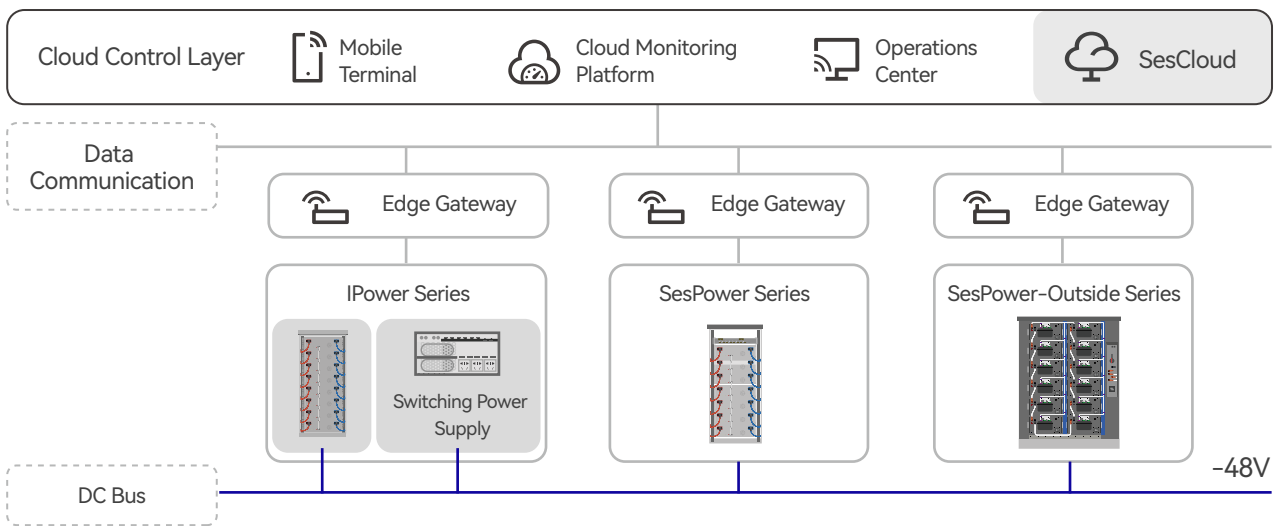 Cloud Control Layer
Mobile
Terminal
Cloud Monitoring
Platform
Operations
Center
SesCloud
Data
Communication
Edge Gateway
Edge Gateway
Edge Gateway
IPower Series
SesPower Series
SesPower-Outside Series
Switching Power
Supply
-48V
DC Bus